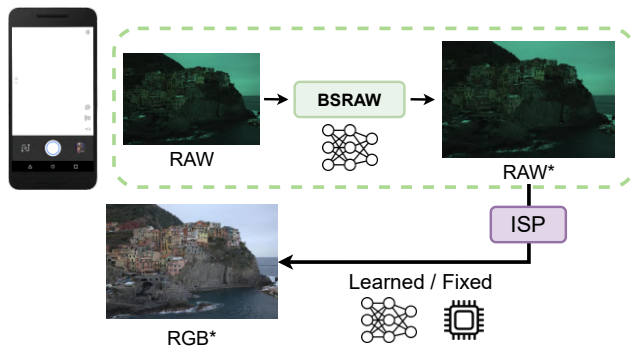 BSRAW
RAW
RAW*
ISP
Learned / Fixed
RGB*